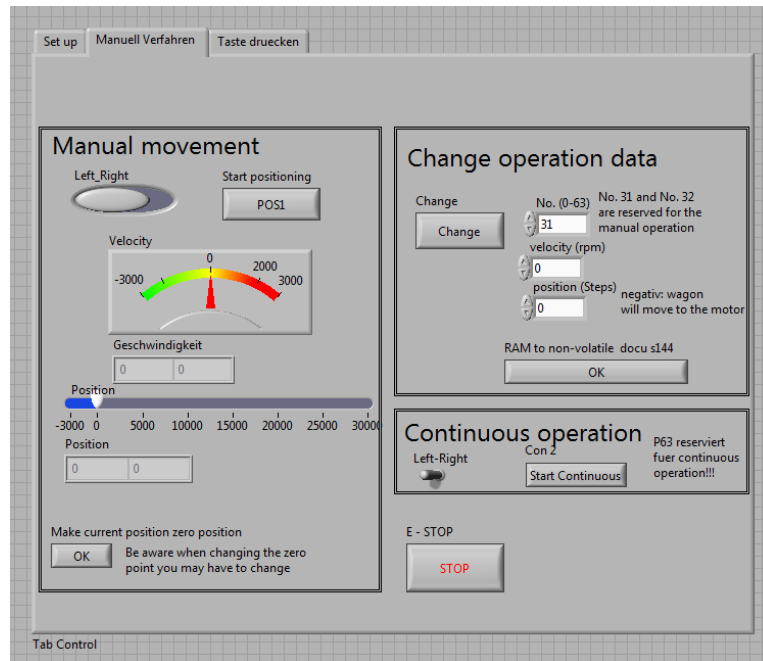 Set up
Manuell Verfahren
Taste druecken
Manual movement
Left_Right
Start positioning
POS1
Velocity
-3000
0
2000
3000
Geschwindigkeit
0
0
Position
-3000 0 5000 10000 15000 20000 25000 30000
Position
0
0
Make current position zero position
OK
Be aware when changing the zero
point you may have to change
Change operation data
Change
Change
No. (0-63)
31
No. 31 and No. 32
are reserved for the
manual operation
velocity (rpm)
0
position (Steps)
0
negativ: wagon
will move to the motor
RAM to non-volatile docu s144
OK
Continuous operation
Left-Right
Con 2
Start Continuous
P63 reserviert
fuer continuous
operation!!!
E - STOP
STOP
Tab Control